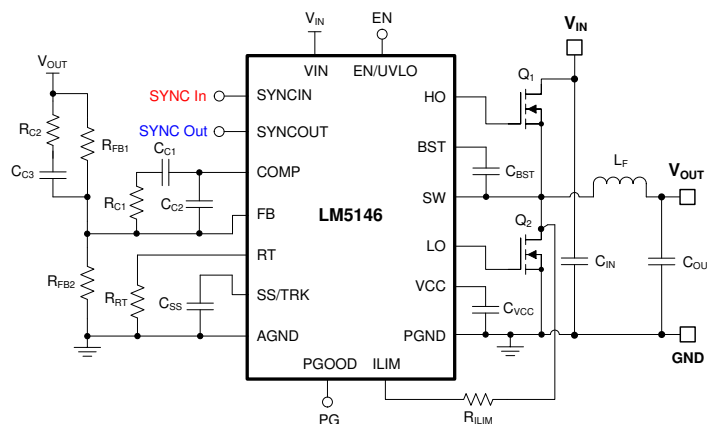 VIN
EN
VIN
VOUT
VIN
EN/UVLO
Q1
SYNC In
SYNCIN
HO
RC2
SYNC Out
SYNCOUT
RFB1
CC1
BST
CC3
COMP
CBST
LF
VOUT
RC1
CC2
SW
FB
LM5146
Q2
RT
LO
RFB2
CIN
COU
RRT
CSS
SS/TRK
VCC
CVCC
AGND
PGND
GND
PGOOD
ILIM
PG
RILIM